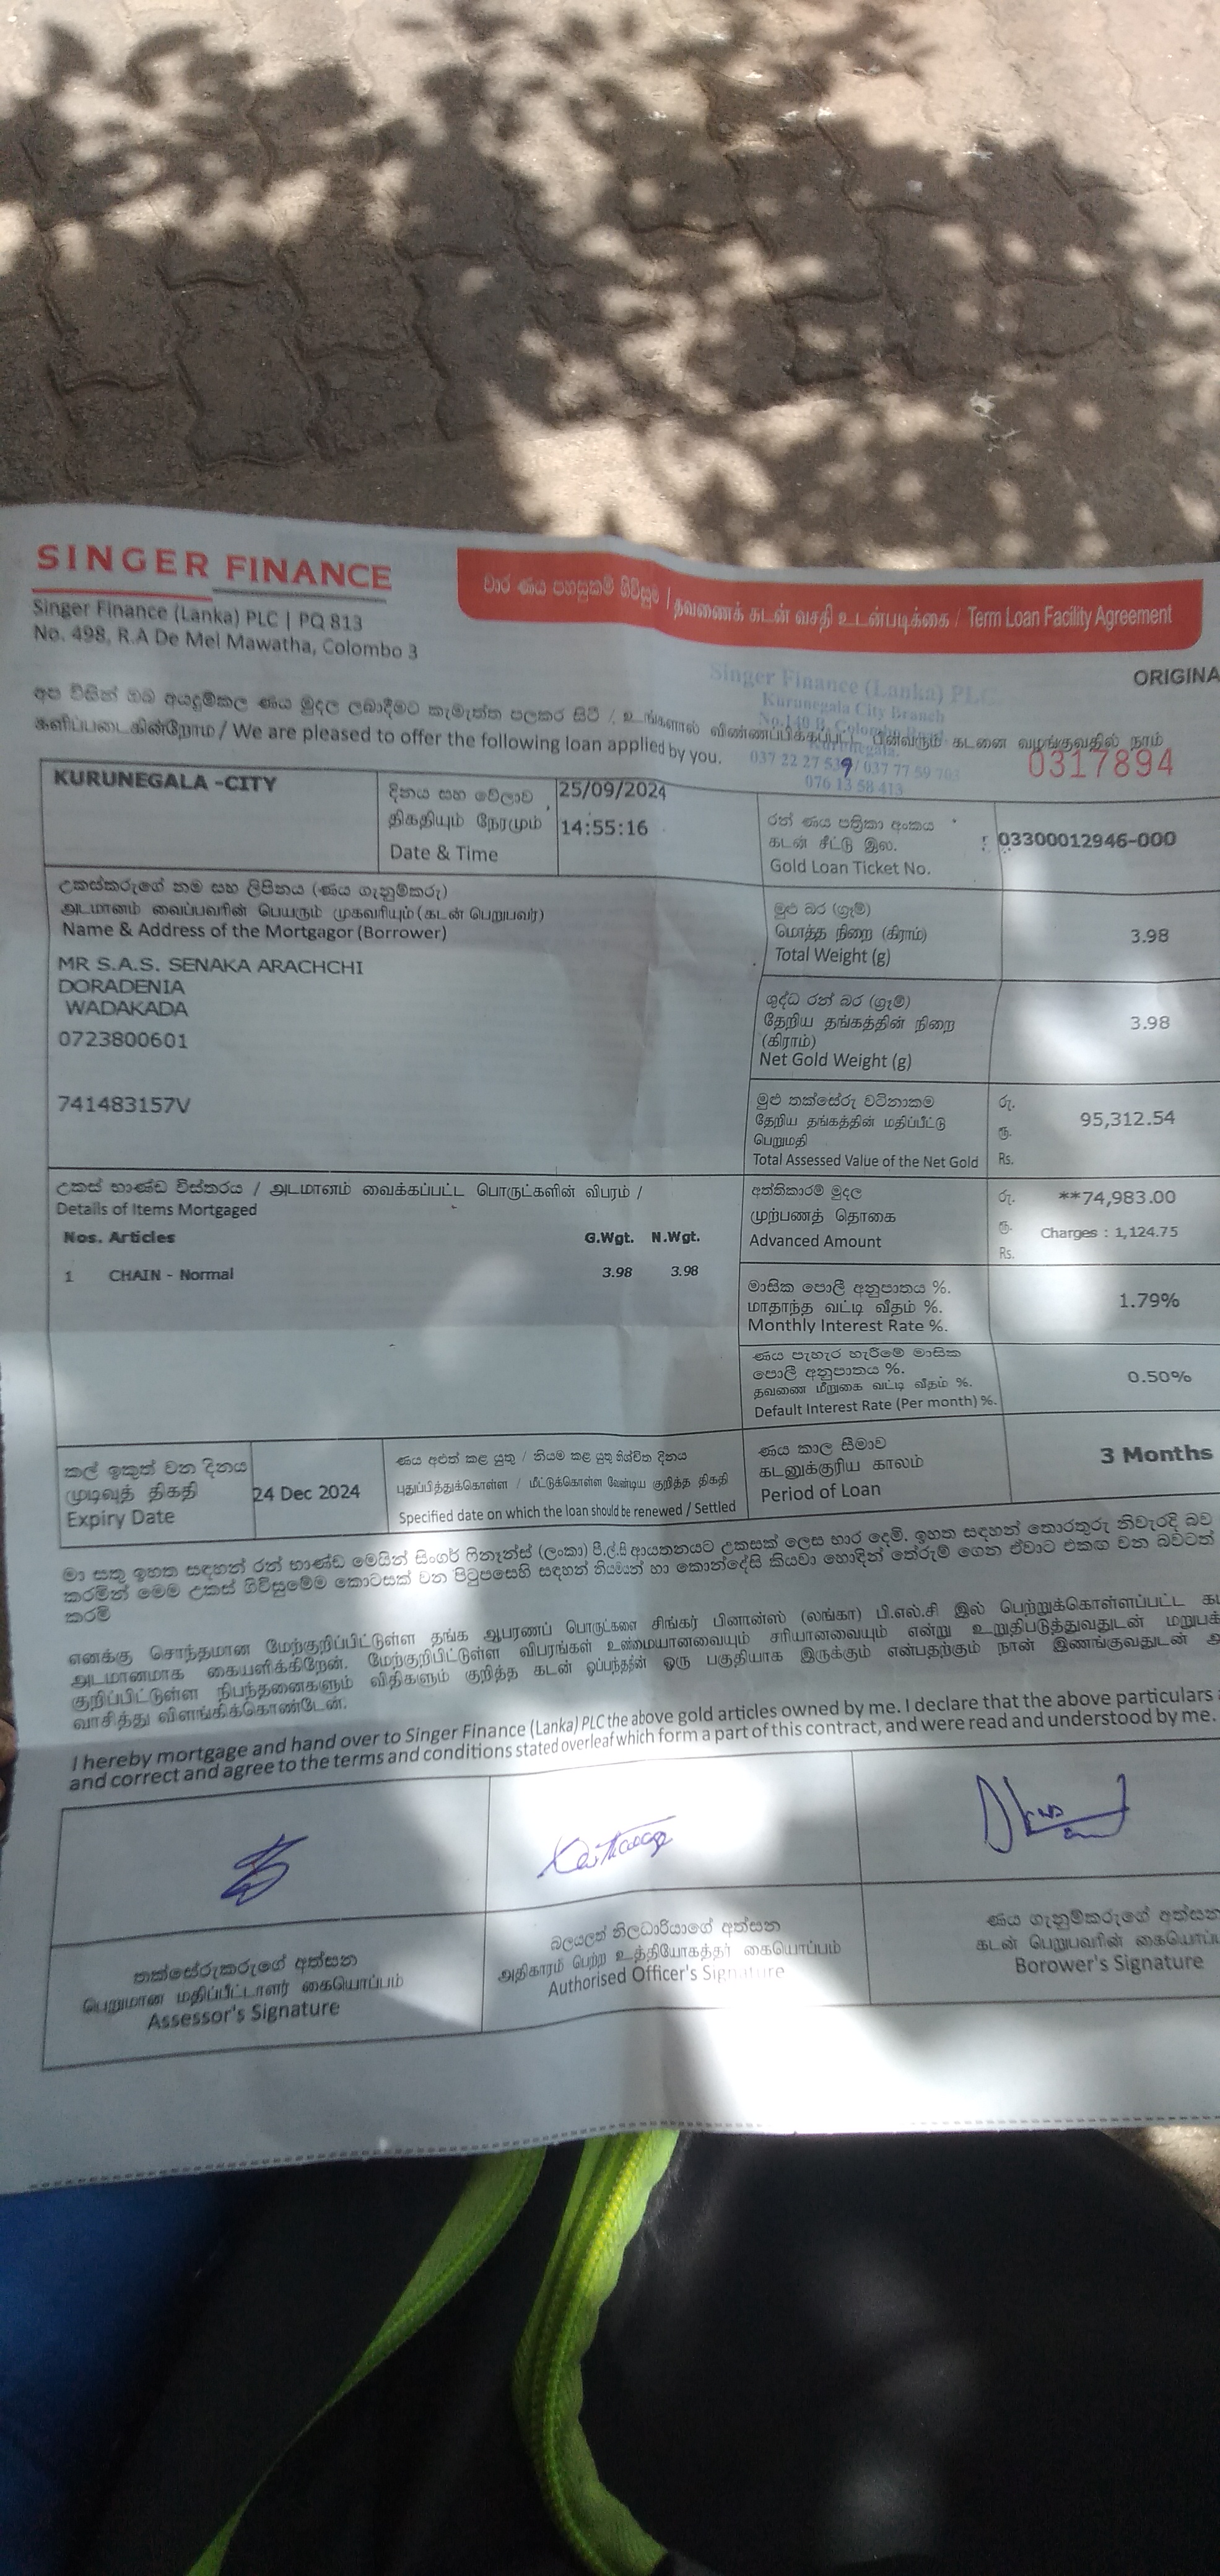 SINGER FINANCE
Singer Finance (Lanka) PLC | PQ 813
No. 498, R.A De Mel Mawatha, Colombo 3
වාර ණය පහසුකම් ගිවිසුම / தவணைக் கடன் வசதி உடன்படிக்கை / Term Loan Facility Agreement
ORIGINA
Singer Finance (Lanka) PLC
Kurunegala City Branch
Kurunegala.
037 22 27 539 / 037 77 59 703
076 13 58 413
අප විසින් ඔබ අයදුම්කල ණය මුදල ලබාදීමට කැමැත්ත පලකර සිටී / உங்களால் விண்ணப்பிக்கப்பட்ட பின்வரும் கடனை வழங்குவதில் நாம்
களிப்படைகின்றோம / We are pleased to offer the following loan applied by you.
0317894
KURUNEGALA -CITY
දිනය සහ වේලාව
திகதியும் நேரமும்
Date & Time
25/09/2024
14:55:16
රන් ණය පත්‍රිකා අංකය
கடன் சீட்டு இல.
Gold Loan Ticket No.
03300012946-000
උකස්කරුගේ නම සහ ලිපිනය (ණය ගැනුම්කරු)
அடமானம் வைப்பவரின் பெயரும் முகவரியும் (கடன் பெறுபவர்)
Name & Address of the Mortgagor (Borrower)
MR S.A.S. SENAKA ARACHCHI
DORADENIA
WADAKADA
0723800601
741483157V
මුළු බර (ග්‍රෑම්)
மொத்த நிறை (கிராம்)
Total Weight (g)
3.98
ශුද්ධ රන් බර (ග්‍රෑම්)
தேறிய தங்கத்தின் நிறை
(கிராம்)
Net Gold Weight (g)
3.98
මුළු තක්සේරු වටිනාකම
தேறிய தங்கத்தின் மதிப்பீட்டு
பெறுமதி
Total Assessed Value of the Net Gold
රු.
ரூ.
Rs.
95,312.54
උකස් භාණ්ඩ විස්තරය / அடமானம் வைக்கப்பட்ட பொருட்களின் விபரம் /
Details of Items Mortgaged
Nos. Articles G.Wgt. N.Wgt.
1 CHAIN - Normal 3.98 3.98
අත්තිකාරම් මුදල
முற்பணத் தொகை
Advanced Amount
රු.
ரூ.
Rs.
**74,983.00
Charges : 1,124.75
මාසික පොලී අනුපාතය %.
மாதாந்த வட்டி வீதம் %.
Monthly Interest Rate %.
1.79%
ණය පැහැර හැරීමේ මාසික
පොලී අනුපාතය %.
தவணை மீறுகை வட்டி வீதம் %.
Default Interest Rate (Per month) %.
0.50%
කල් ඉකුත් වන දිනය
முடிவுத் திகதி
Expiry Date
24 Dec 2024
ණය අළුත් කළ යුතු / නියම කළ යුතු නිශ්චිත දිනය
புதுப்பித்துக்கொள்ள / மீட்டுக்கொள்ள வேண்டிய குறித்த திகதி
Specified date on which the loan should be renewed / Settled
ණය කාල සීමාව
கடனுக்குரிய காலம்
Period of Loan
3 Months
මා සතු ඉහත සඳහන් රන් භාණ්ඩ මෙයින් සිංගර් ෆිනෑන්ස් (ලංකා) පී.එල්.සී ආයතනයට උකසක් ලෙස භාර දෙමි. ඉහත සඳහන් තොරතුරු නිවැරදි බව
කරමින් මෙම උකස් ගිවිසුමේම කොටසක් වන පිටුපසෙහි සඳහන් නියමයන් හා කොන්දේසි කියවා හොඳින් තේරුම් ගෙන ඒවාට එකඟ වන බවටත්
කරමි
எனக்கு சொந்தமான மேற்குறிப்பிட்டுள்ள தங்க ஆபரணப் பொருட்களை சிங்கர் பினான்ஸ் (லங்கா) பி.எல்.சி இல் பெற்றுக்கொள்ளப்பட்ட
அடமானமாக கையளிக்கிறேன். மேற்குறிப்பிட்டுள்ள விபரங்கள் உண்மையானவையும் சரியானவையும் என்று உறுதிபடுத்துவதுடன் மறுபக்
குறிப்பிட்டுள்ள நிபந்தனைகளும் விதிகளும் குறித்த கடன் ஒப்பந்தத்தின் ஒரு பகுதியாக இருக்கும் என்பதற்கும் நான் இணங்குவதுடன்
வாசித்து விளங்கிக்கொண்டேன்.
I hereby mortgage and hand over to Singer Finance (Lanka) PLC the above gold articles owned by me. I declare that the above particulars
and correct and agree to the terms and conditions stated overleaf which form a part of this contract, and were read and understood by me.
තක්සේරුකරුගේ අත්සන
பெறுமான மதிப்பீட்டாளர் கையொப்பம்
Assessor's Signature
බලයලත් නිලධාරියාගේ අත්සන
அதிகாரம் பெற்ற உத்தியோகத்தர் கையொப்பம்
Authorised Officer's Signature
ණය ගැනුම්කරුගේ අත්සන
கடன் பெறுபவரின் கையொப்ப
Borower's Signature